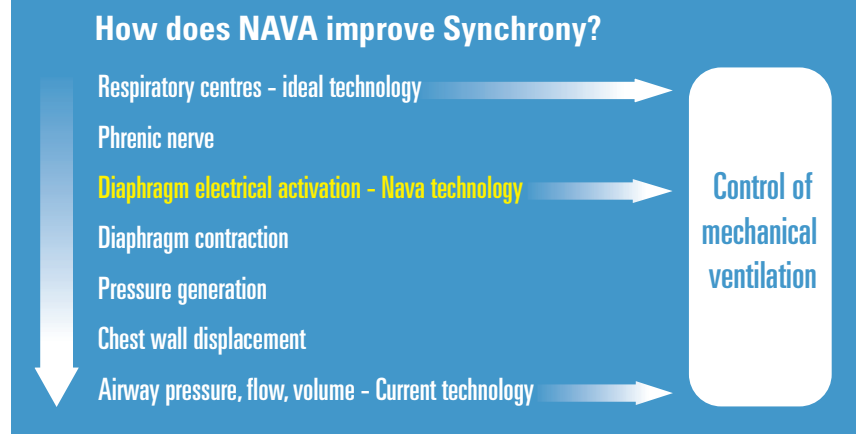 How does NAVA improve Synchrony?
Respiratory centres - ideal technology
Phrenic nerve
Diaphragm electrical activation - Nava technology
Diaphragm contraction
Pressure generation
Chest wall displacement
Airway pressure, flow, volume - Current technology
Control of
mechanical
ventilation